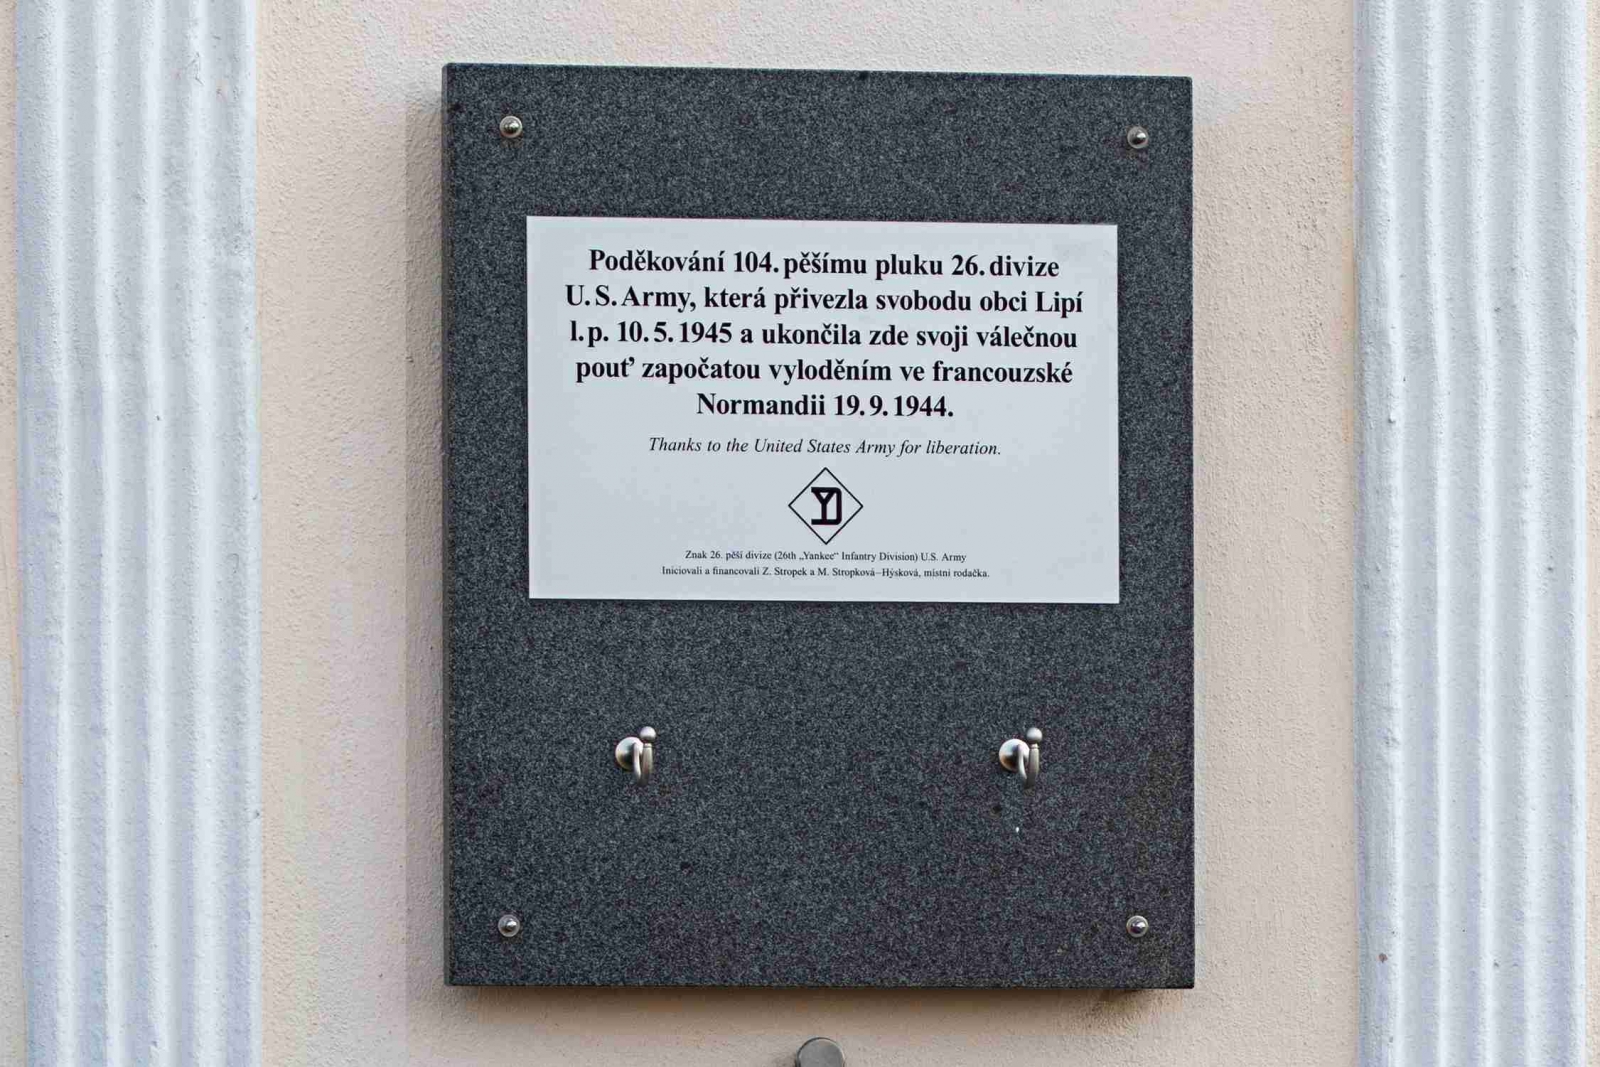 Poděkování 104. pěšímu pluku 26. divize
U. S. Army, která přivezla svobodu obci Lipí
l.p. 10. 5. 1945 a ukončila zde svoji válečnou
pouť započatou vyloděním ve francouzské
Normandii 19. 9. 1944.
Thanks to the United States Army for liberation.
YD
Znak 26. pěší divize (26th „Yankee“ Infantry Division) U.S. Army
Iniciovali a financovali Z. Stropek a M. Stropková–Hýsková, místní rodačka.